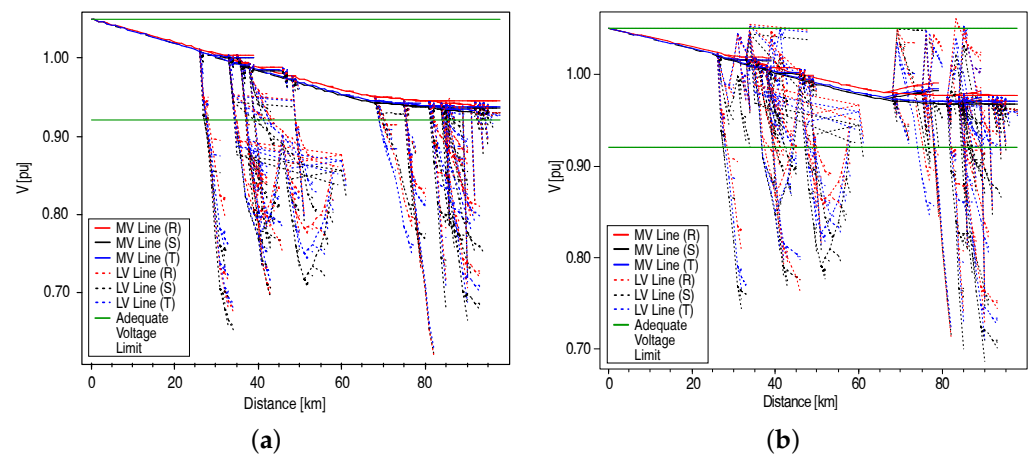 (a)
V [pu]
1.00
0.90
0.80
0.70
MV Line (R)
MV Line (S)
MV Line (T)
LV Line (R)
LV Line (S)
LV Line (T)
Adequate
Voltage
Limit
0 20 40 60 80
Distance [km]
(b)
V [pu]
1.00
0.90
0.80
0.70
MV Line (R)
MV Line (S)
MV Line (T)
LV Line (R)
LV Line (S)
LV Line (T)
Adequate
Voltage
Limit
0 20 40 60 80
Distance [km]
(a)
(b)